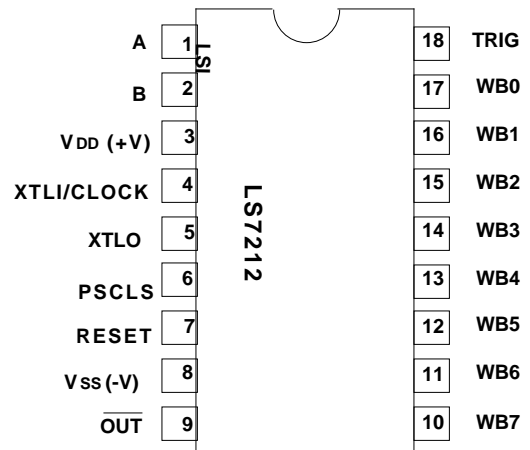 A 1 LSI 18 TRIG
B 2 17 WB0
VDD (+V) 3 16 WB1
XTLI/CLOCK 4 15 WB2
XTLO 5 14 WB3
PSCLS 6 13 WB4
RESET 7 12 WB5
VSS (-V) 8 11 WB6
OUT 9 10 WB7
LS7212